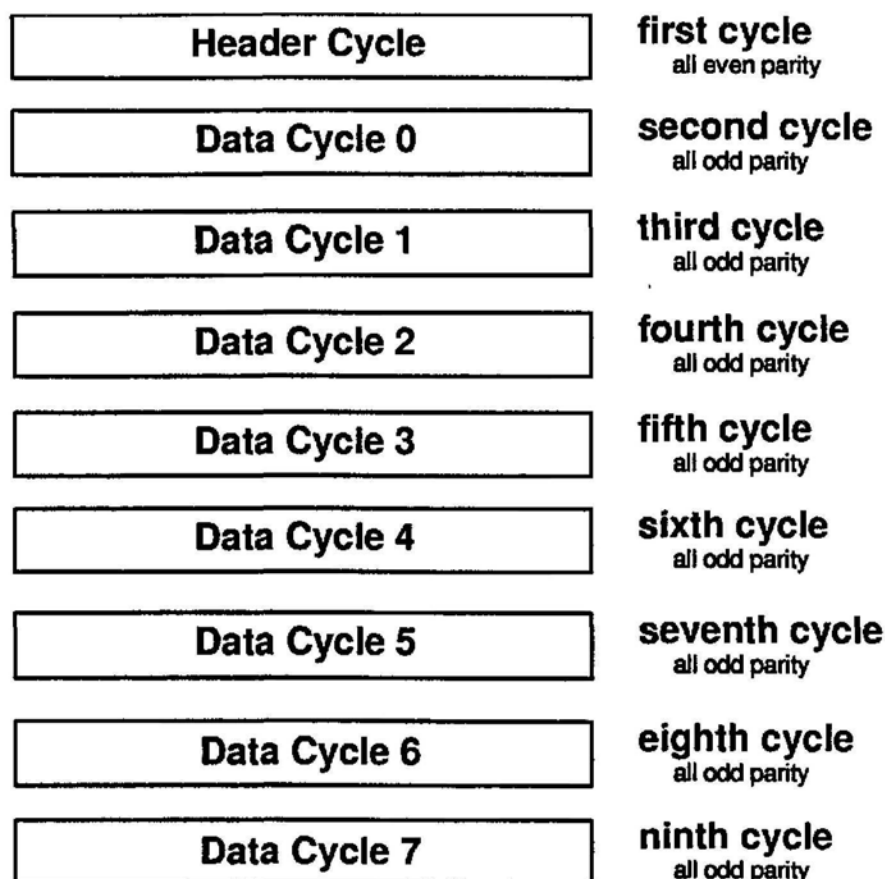 Header Cycle
first cycle
all even parity
Data Cycle 0
second cycle
all odd parity
Data Cycle 1
third cycle
all odd parity
Data Cycle 2
fourth cycle
all odd parity
Data Cycle 3
fifth cycle
all odd parity
Data Cycle 4
sixth cycle
all odd parity
Data Cycle 5
seventh cycle
all odd parity
Data Cycle 6
eighth cycle
all odd parity
Data Cycle 7
ninth cycle
all odd parity